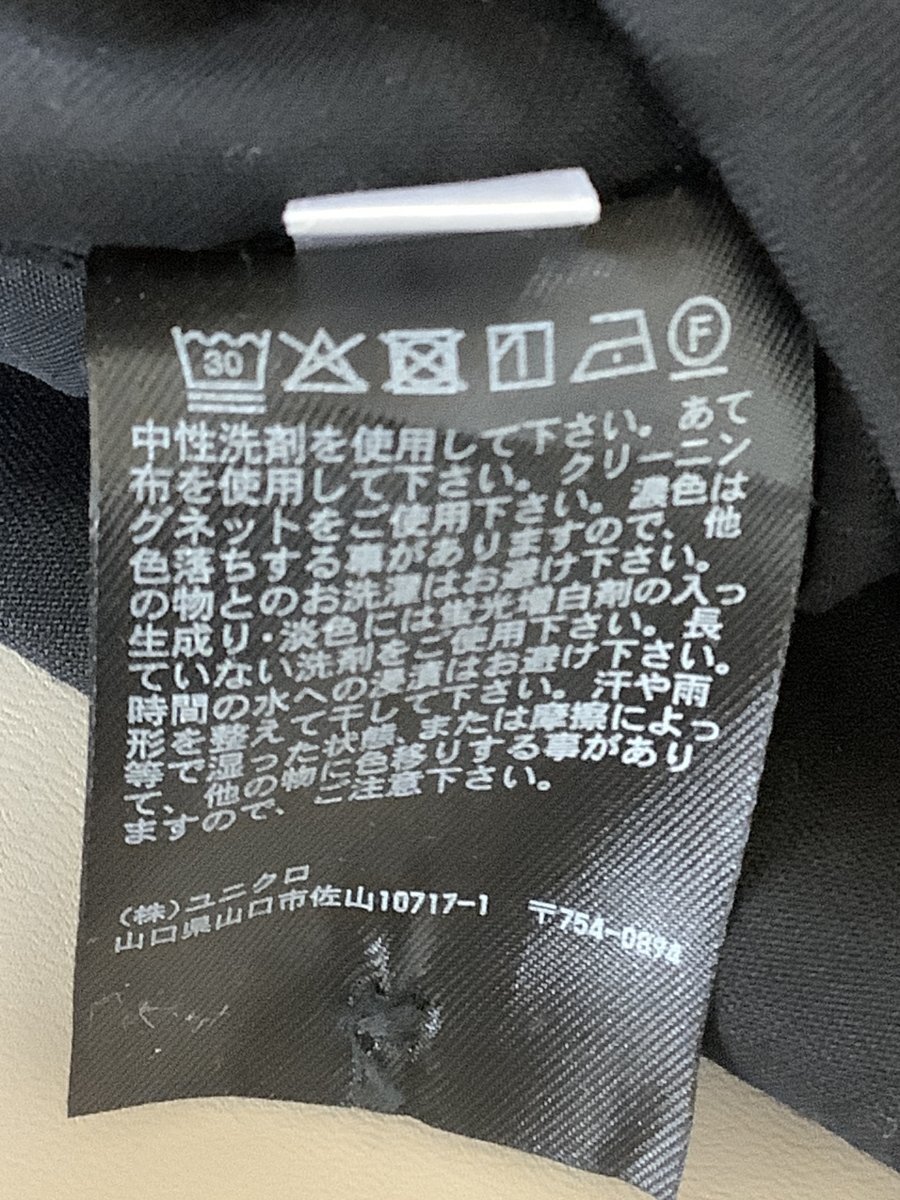 30
F
中性洗剤を使用して下さい。あて
布を使用して下さい。クリーニン
グネットをご使用下さい。濃色は
色落ちする事がありますので、他
の物とのお洗濯はお避け下さい。
生成り・淡色には蛍光増白剤の入っ
ていない洗剤をご使用下さい。長
時間の水への浸漬はお避け下さい。
形を整えて干して下さい。汗や雨
等で湿った状態、または摩擦によっ
て、他の物に色移りする事があり
ますので、ご注意下さい。
(株)ユニクロ
山口県山口市佐山10717-1 〒754-0894